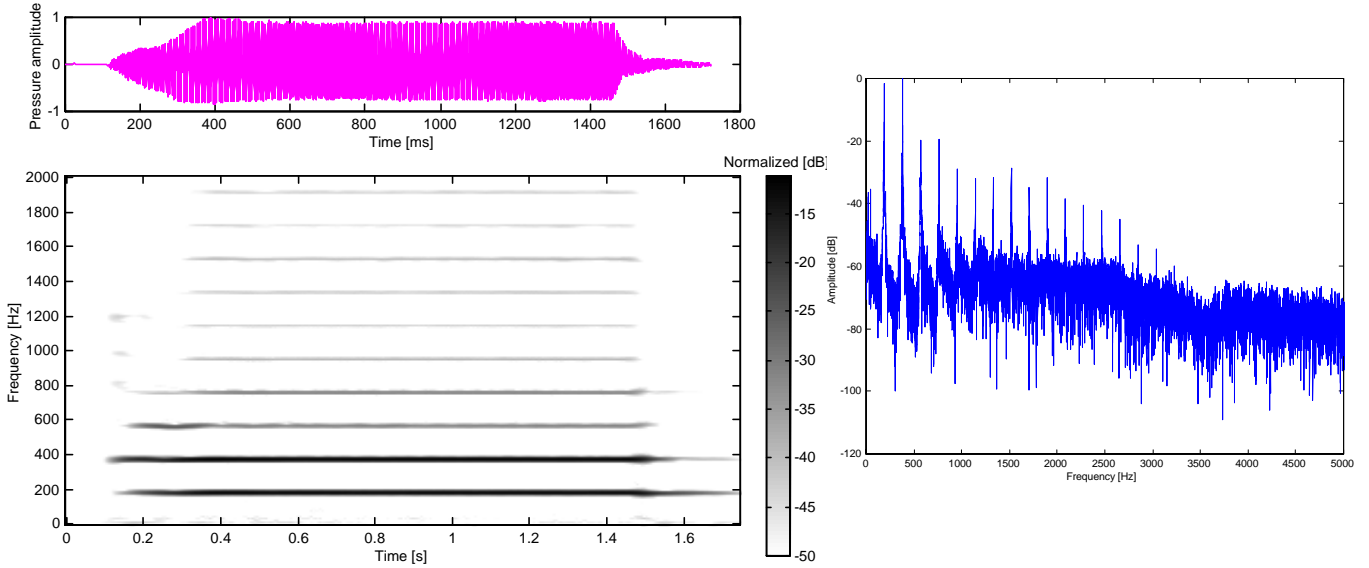 Pressure amplitude
1
0
-1
0 200 400 600 800 1000 1200 1400 1600 1800
Time [ms]
Normalized [dB]
Frequency [Hz]
2000
1800
1600
1400
1200
1000
800
600
400
200
0
0 0.2 0.4 0.6 0.8 1 1.2 1.4 1.6
Time [s]
-15
-20
-25
-30
-35
-40
-45
-50
Amplitude [dB]
0
-20
-40
-60
-80
-100
-120
0 500 1000 1500 2000 2500 3000 3500 4000 4500 5000
Frequency [Hz]